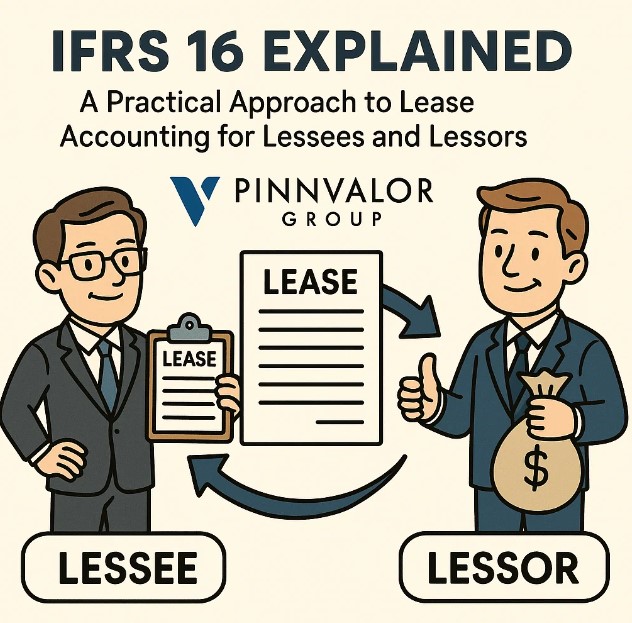 IFRS 16 EXPLAINED
A Practical Approach to Lease
Accounting for Lessees and Lessors
PINNVALOR
GROUP
LEASE
LEASE
$
LESSEE
LESSOR